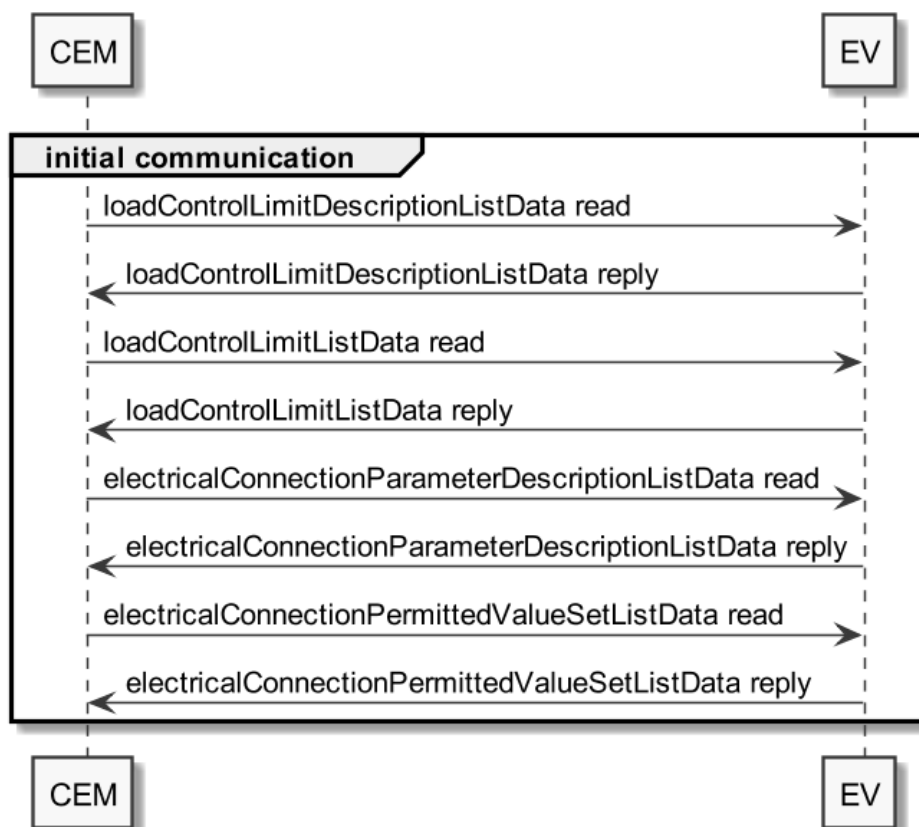 CEM EV
initial communication
loadControlLimitDescriptionListData read
loadControlLimitDescriptionListData reply
loadControlLimitListData read
loadControlLimitListData reply
electricalConnectionParameterDescriptionListData read
electricalConnectionParameterDescriptionListData reply
electricalConnectionPermittedValueSetListData read
electricalConnectionPermittedValueSetListData reply
CEM EV